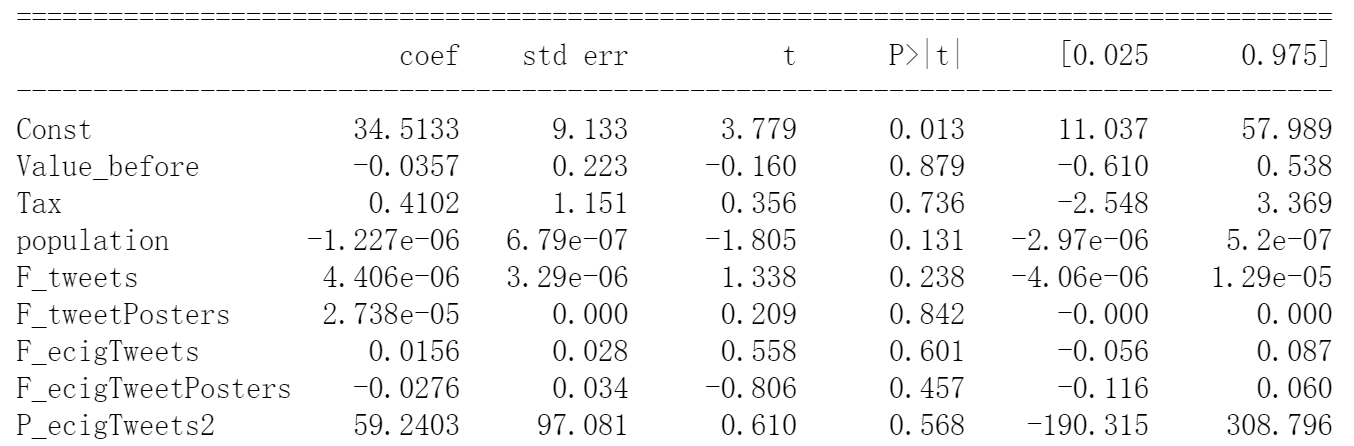 ==============================================================================
coef std err t P>|t| [0.025 0.975]
------------------------------------------------------------------------------
Const 34.5133 9.133 3.779 0.013 11.037 57.989
Value_before -0.0357 0.223 -0.160 0.879 -0.610 0.538
Tax 0.4102 1.151 0.356 0.736 -2.548 3.369
population -1.227e-06 6.79e-07 -1.805 0.131 -2.97e-06 5.2e-07
F_tweets 4.406e-06 3.29e-06 1.338 0.238 -4.06e-06 1.29e-05
F_tweetPosters 2.738e-05 0.000 0.209 0.842 -0.000 0.000
F_ecigTweets 0.0156 0.028 0.558 0.601 -0.056 0.087
F_ecigTweetPosters -0.0276 0.034 -0.806 0.457 -0.116 0.060
P_ecigTweets2 59.2403 97.081 0.610 0.568 -190.315 308.796